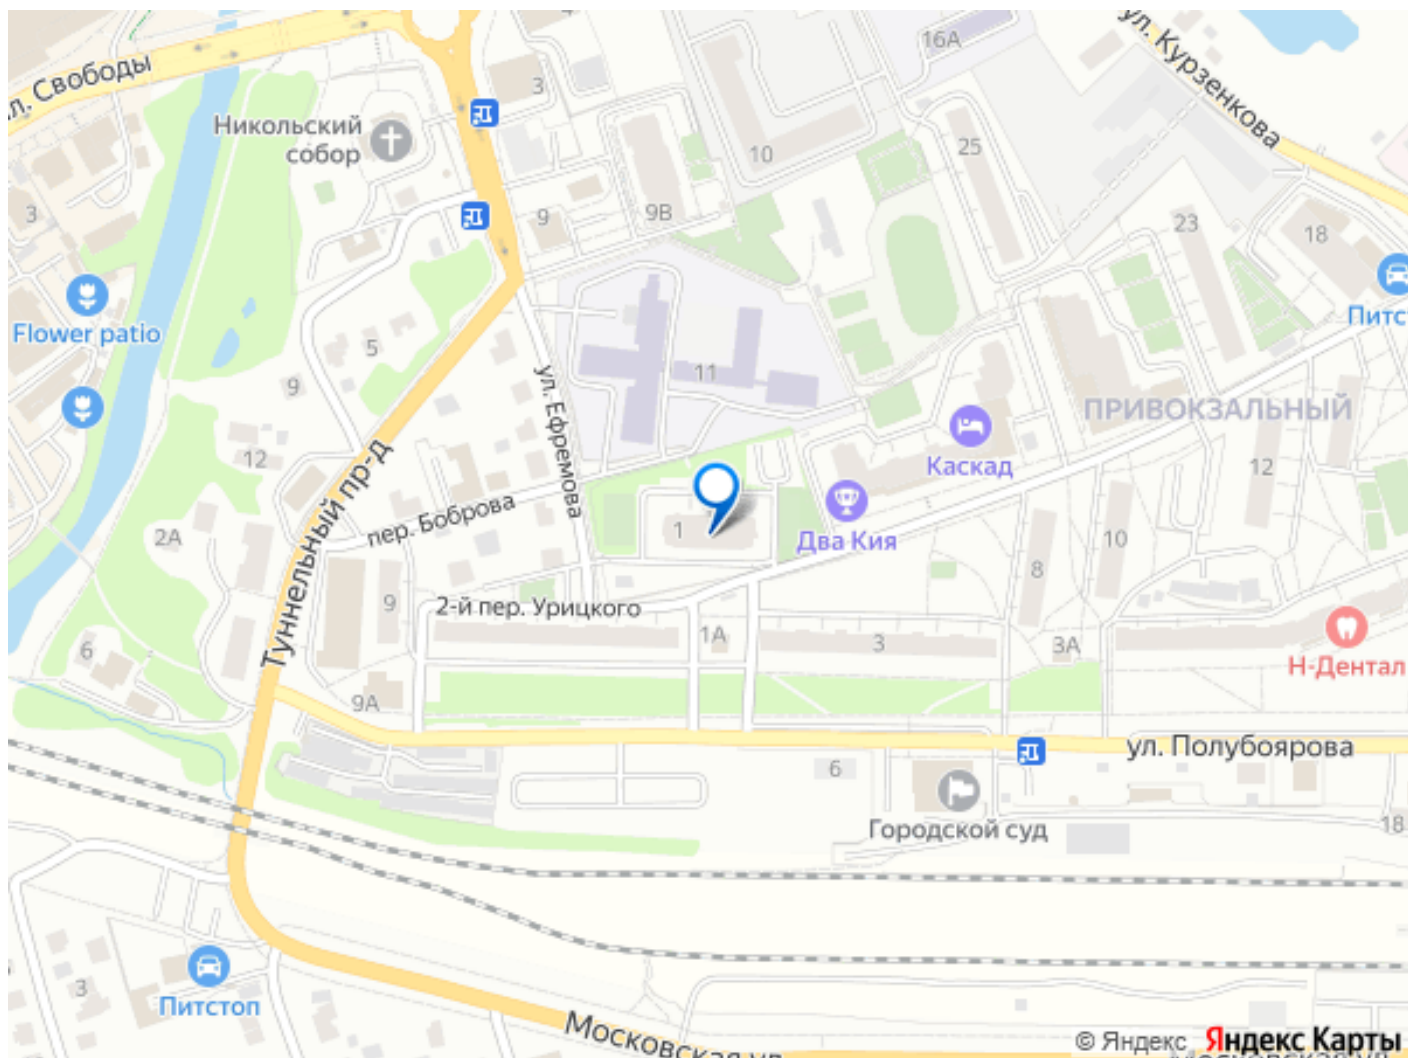 16А
ул. Курзенкова
л. Свободы
3
Никольский
собор
10
25
3
9В
9
23
18
Flower patio
Питс
5
9
11
ул. Ефремова
ПРИВОКЗАЛЬНЫЙ
Каскад
12
12
Туннельный пр-д
пер. Боброва
1
Два Кия
2А
10
8
9
2-й пер. Урицкого
1А
3
3А
6
Н-Дентал
9А
ул. Полубоярова
6
Городской суд
18
3
Питстоп
Московская ул
© Яндекс Яндекс Карты